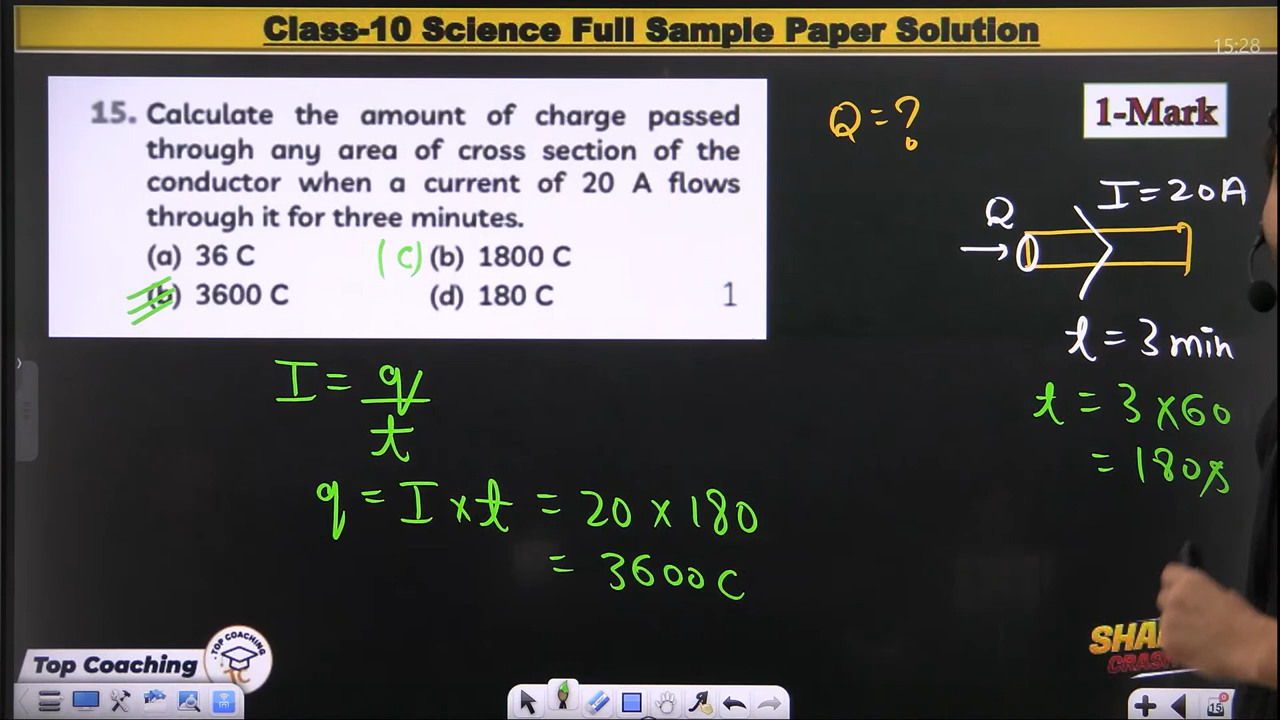 Class-10 Science Full Sample Paper Solution
15:28
15. Calculate the amount of charge passed
through any area of cross section of the
conductor when a current of 20 A flows
through it for three minutes.
(a) 36 C (c) (b) 1800 C
(b) 3600 C (d) 180 C 1
Q = ?
1-Mark
I = 20A
Q
t = 3 min
t = 3 × 60
= 180s
I = q/t
q = I × t = 20 × 180
= 3600 C
Top Coaching
TOP COACHING
TC
15